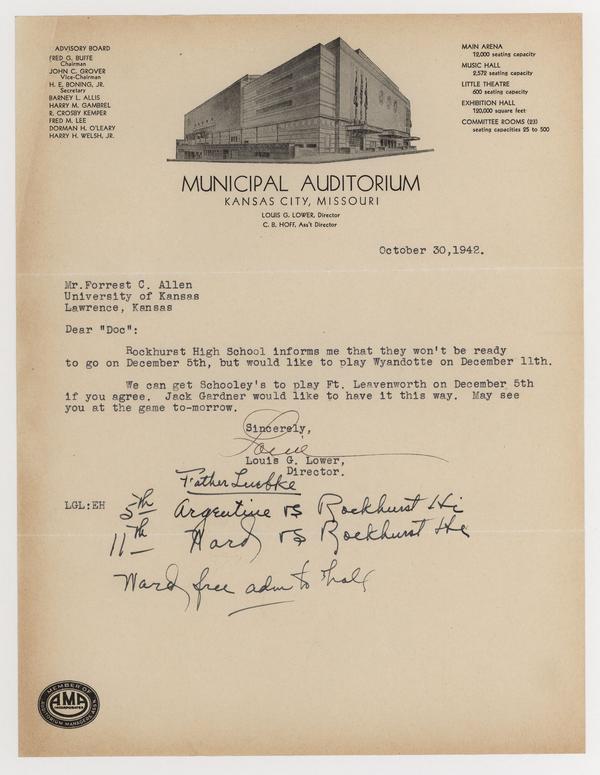 ADVISORY BOARD
FRED G. BUFFE
Chairman
JOHN C. GROVER
Vice-Chairman
H. E. BONING, JR.
Secretary
BARNEY L. ALLIS
HARRY M. GAMBREL
R. CROSBY KEMPER
FRED M. LEE
DORMAN H. O'LEARY
HARRY H. WELSH, JR.
MAIN ARENA
12,000 seating capacity
MUSIC HALL
2,572 seating capacity
LITTLE THEATRE
600 seating capacity
EXHIBITION HALL
120,000 square feet
COMMITTEE ROOMS (23)
seating capacities 25 to 500
MUNICIPAL AUDITORIUM
KANSAS CITY, MISSOURI
LOUIS G. LOWER, Director
C. B. HOFF, Ass't Director
October 30,1942.
Mr.Forrest C. Allen
University of Kansas
Lawrence, Kansas
Dear "Doc":
Rockhurst High School informs me that they won't be ready
to go on December 5th, but would like to play Wyandotte on December 11th.
We can get Schooley's to play Ft. Leavenworth on December 5th
if you agree. Jack Gardner would like to have it this way. May see
you at the game to-morrow.
Sincerely,
Louie
Louis G. Lower,
Director.
Father Luebke
LGL:EH
5th Argentine vs Rockhurst Hi
11th Ward vs Rockhurst Hi
Ward free adm to
MEMBER OF
AMA
INCORPORATED
AUDITORIUM MANAGERS ASSN